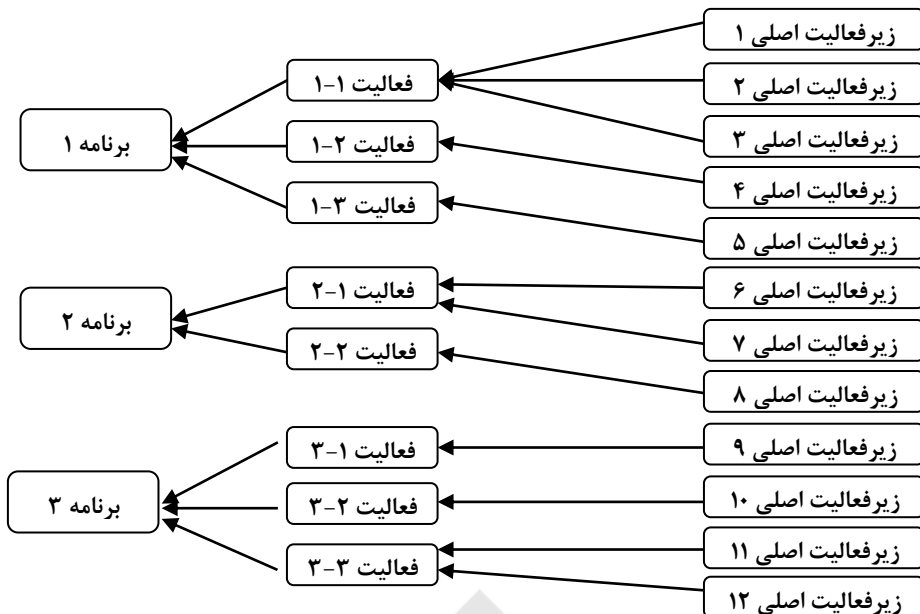 زیرفعالیت اصلی ۱
زیرفعالیت اصلی ۲
زیرفعالیت اصلی ۳
زیرفعالیت اصلی ۴
زیرفعالیت اصلی ۵
زیرفعالیت اصلی ۶
زیرفعالیت اصلی ۷
زیرفعالیت اصلی ۸
زیرفعالیت اصلی ۹
زیرفعالیت اصلی ۱۰
زیرفعالیت اصلی ۱۱
زیرفعالیت اصلی ۱۲
فعالیت ۱-۱
فعالیت ۲-۱
فعالیت ۳-۱
فعالیت ۱-۲
فعالیت ۲-۲
فعالیت ۱-۳
فعالیت ۲-۳
فعالیت ۳-۳
برنامه ۱
برنامه ۲
برنامه ۳